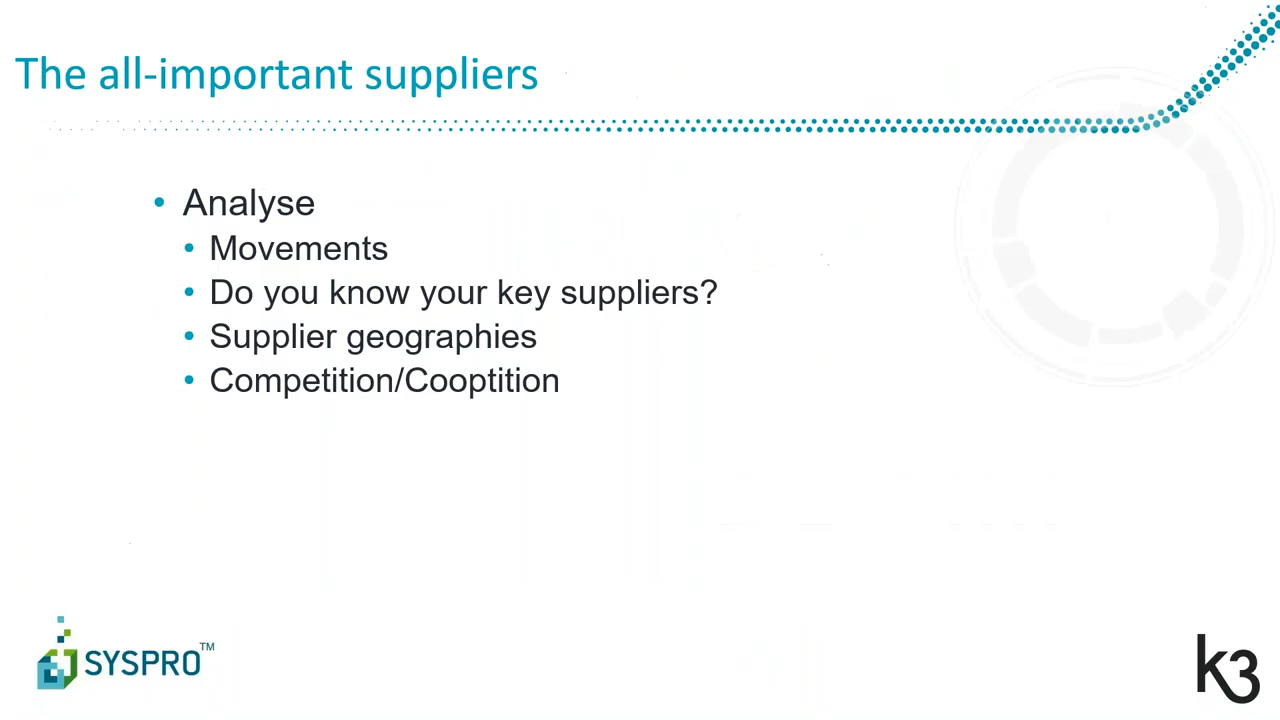 The all-important suppliers
• Analyse
• Movements
• Do you know your key suppliers?
• Supplier geographies
• Competition/Cooptition
SYSPRO™
k3